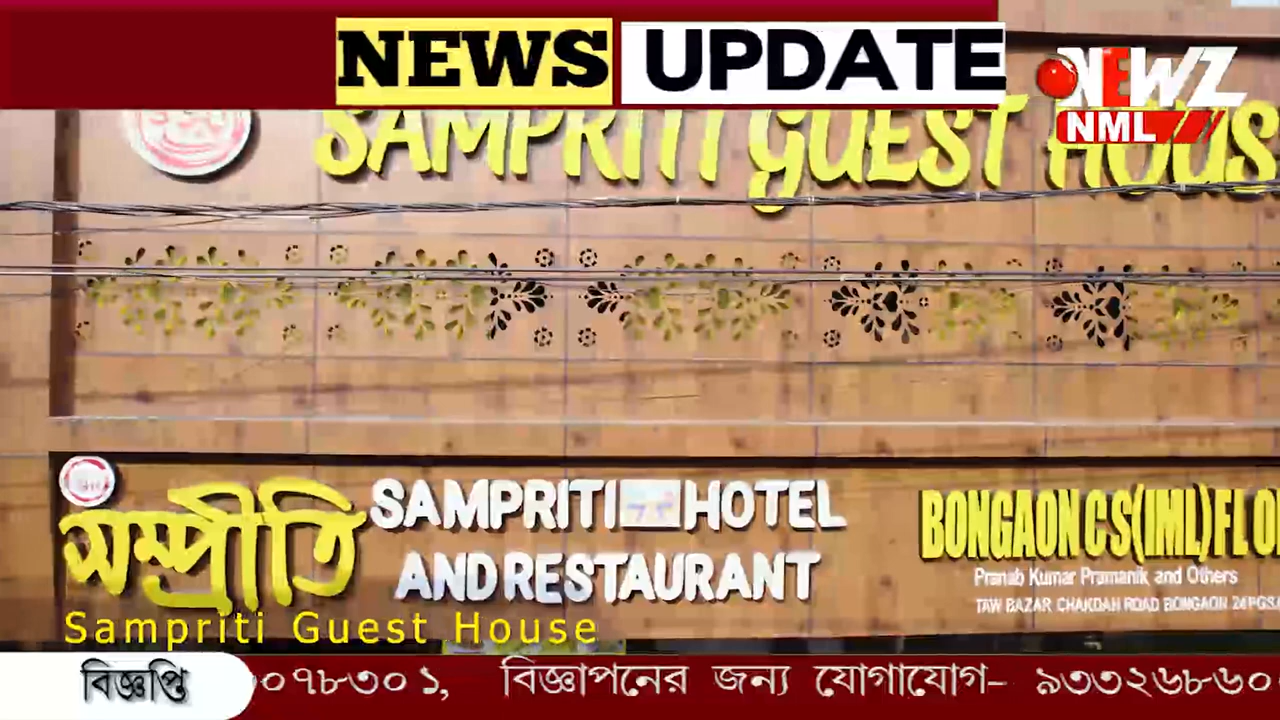 NEWS UPDATE
NEWZ
NML
SAMPRITI GUEST HOUS
সম্প্রীতি
SAMPRITI HOTEL
AND RESTAURANT
BONGAON CS(IML)FL O
Pranab Kumar Pramanik and Others
TAW BAZAR CHAKDAH ROAD BONGAON 24PGS
Sampriti Guest House
বিজ্ঞপ্তি
০৭৮৩০১, বিজ্ঞাপনের জন্য যোগাযোগ- ৯৩৩২৬৮৬০